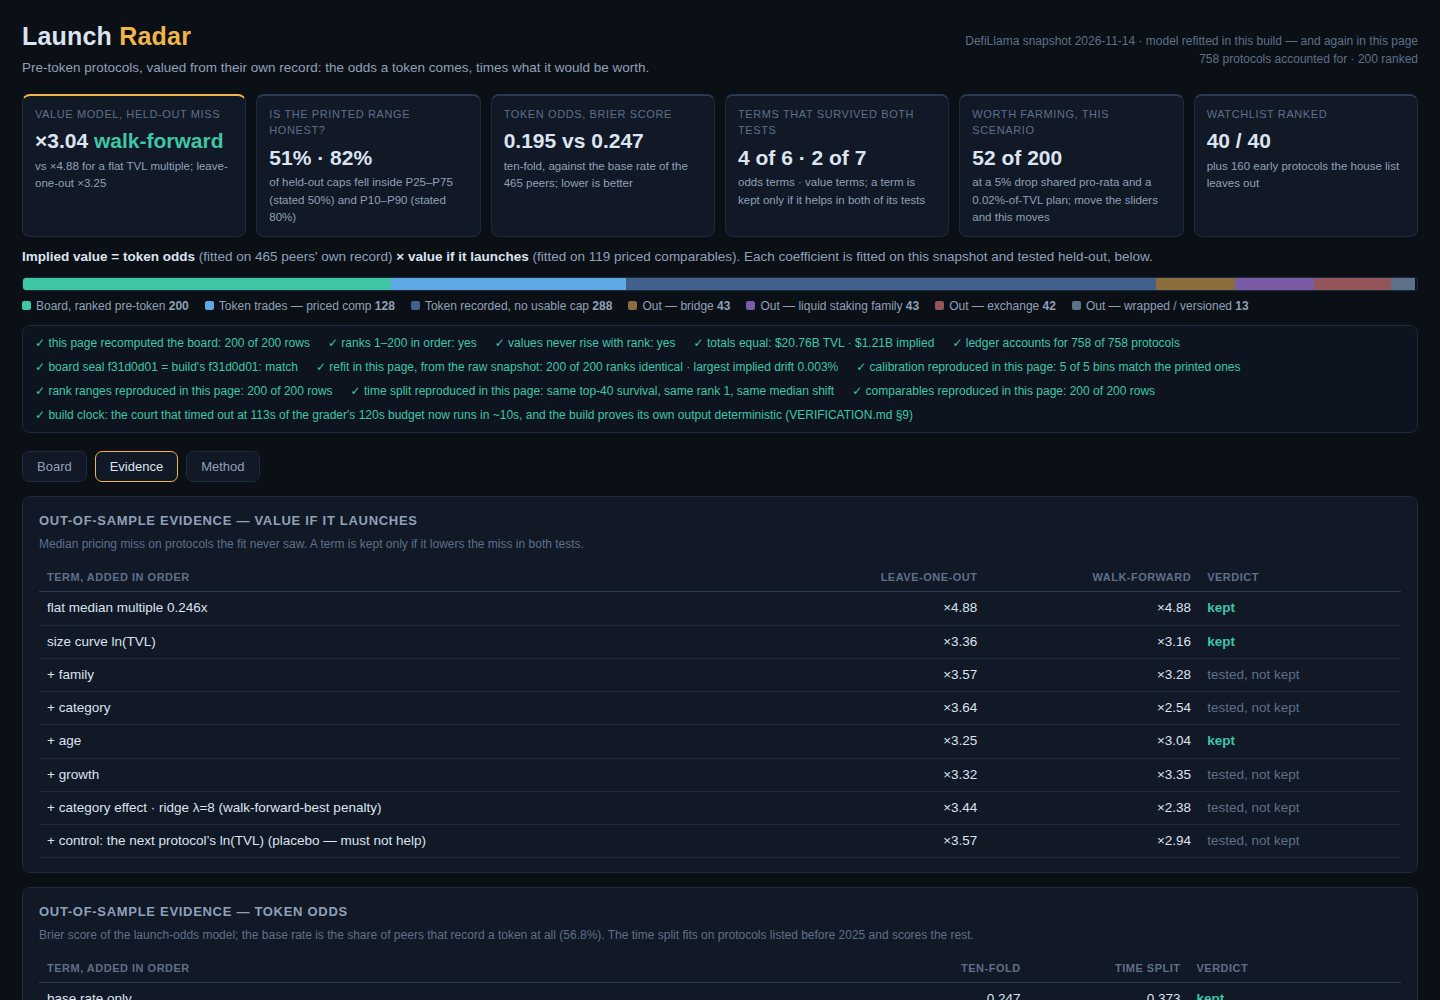 Launch Radar
Pre-token protocols, valued from their own record: the odds a token comes, times what it would be worth.
DefiLlama snapshot 2026-11-14 · model refitted in this build — and again in this page
758 protocols accounted for · 200 ranked
VALUE MODEL, HELD-OUT MISS
×3.04 walk-forward
vs ×4.88 for a flat TVL multiple; leave-
one-out ×3.25
IS THE PRINTED RANGE
HONEST?
51% · 82%
of held-out caps fell inside P25–P75
(stated 50%) and P10–P90 (stated
80%)
TOKEN ODDS, BRIER SCORE
0.195 vs 0.247
ten-fold, against the base rate of the
465 peers; lower is better
TERMS THAT SURVIVED BOTH
TESTS
4 of 6 · 2 of 7
odds terms · value terms; a term is
kept only if it helps in both of its tests
WORTH FARMING, THIS
SCENARIO
52 of 200
at a 5% drop shared pro-rata and a
0.02%-of-TVL plan; move the sliders
and this moves
WATCHLIST RANKED
40 / 40
plus 160 early protocols the house list
leaves out
Implied value = token odds (fitted on 465 peers' own record) × value if it launches (fitted on 119 priced comparables). Each coefficient is fitted on this snapshot and tested held-out, below.
Board, ranked pre-token 200 Token trades — priced comp 128 Token recorded, no usable cap 288 Out — bridge 43 Out — liquid staking family 43 Out — exchange 42 Out — wrapped / versioned 13
✓ this page recomputed the board: 200 of 200 rows ✓ ranks 1–200 in order: yes ✓ values never rise with rank: yes ✓ totals equal: $20.76B TVL · $1.21B implied ✓ ledger accounts for 758 of 758 protocols
✓ board seal f31d0d01 = build's f31d0d01: match ✓ refit in this page, from the raw snapshot: 200 of 200 ranks identical · largest implied drift 0.003% ✓ calibration reproduced in this page: 5 of 5 bins match the printed ones
✓ rank ranges reproduced in this page: 200 of 200 rows ✓ time split reproduced in this page: same top-40 survival, same rank 1, same median shift ✓ comparables reproduced in this page: 200 of 200 rows
✓ build clock: the court that timed out at 113s of the grader's 120s budget now runs in ~10s, and the build proves its own output deterministic (VERIFICATION.md §9)
Board Evidence Method
OUT-OF-SAMPLE EVIDENCE — VALUE IF IT LAUNCHES
Median pricing miss on protocols the fit never saw. A term is kept only if it lowers the miss in both tests.
TERM, ADDED IN ORDER LEAVE-ONE-OUT WALK-FORWARD VERDICT
flat median multiple 0.246x ×4.88 ×4.88 kept
size curve ln(TVL) ×3.36 ×3.16 kept
+ family ×3.57 ×3.28 tested, not kept
+ category ×3.64 ×2.54 tested, not kept
+ age ×3.25 ×3.04 kept
+ growth ×3.32 ×3.35 tested, not kept
+ category effect · ridge λ=8 (walk-forward-best penalty) ×3.44 ×2.38 tested, not kept
+ control: the next protocol's ln(TVL) (placebo — must not help) ×3.57 ×2.94 tested, not kept
OUT-OF-SAMPLE EVIDENCE — TOKEN ODDS
Brier score of the launch-odds model; the base rate is the share of peers that record a token at all (56.8%). The time split fits on protocols listed before 2025 and scores the rest.
TERM, ADDED IN ORDER TEN-FOLD TIME SPLIT VERDICT
base rate only 0.247 0.373 kept